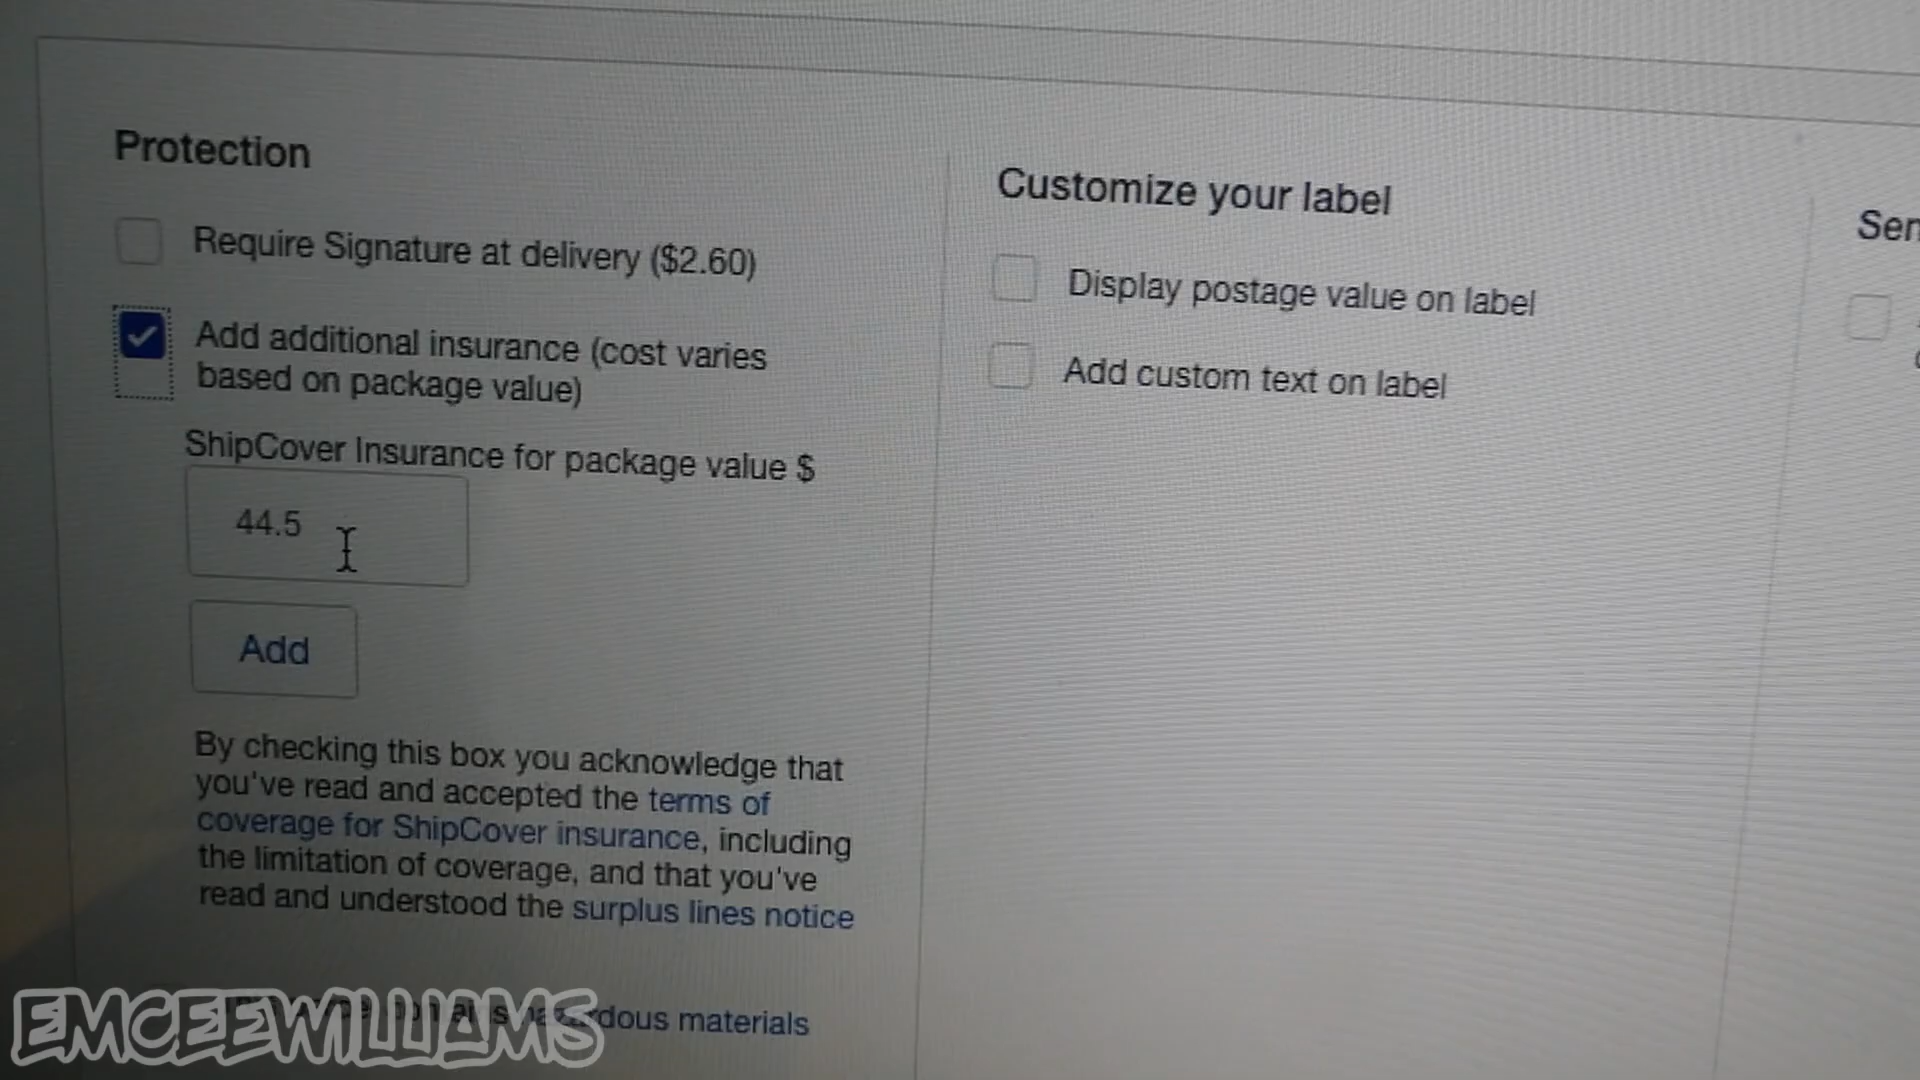 Protection
Require Signature at delivery ($2.60)
Add additional insurance (cost varies
based on package value)
ShipCover Insurance for package value $
44.5
Add
By checking this box you acknowledge that
you've read and accepted the terms of
coverage for ShipCover insurance, including
the limitation of coverage, and that you've
read and understood the surplus lines notice
materials
Customize your label
Display postage value on label
Add custom text on label
EMCEEWILLIAMS